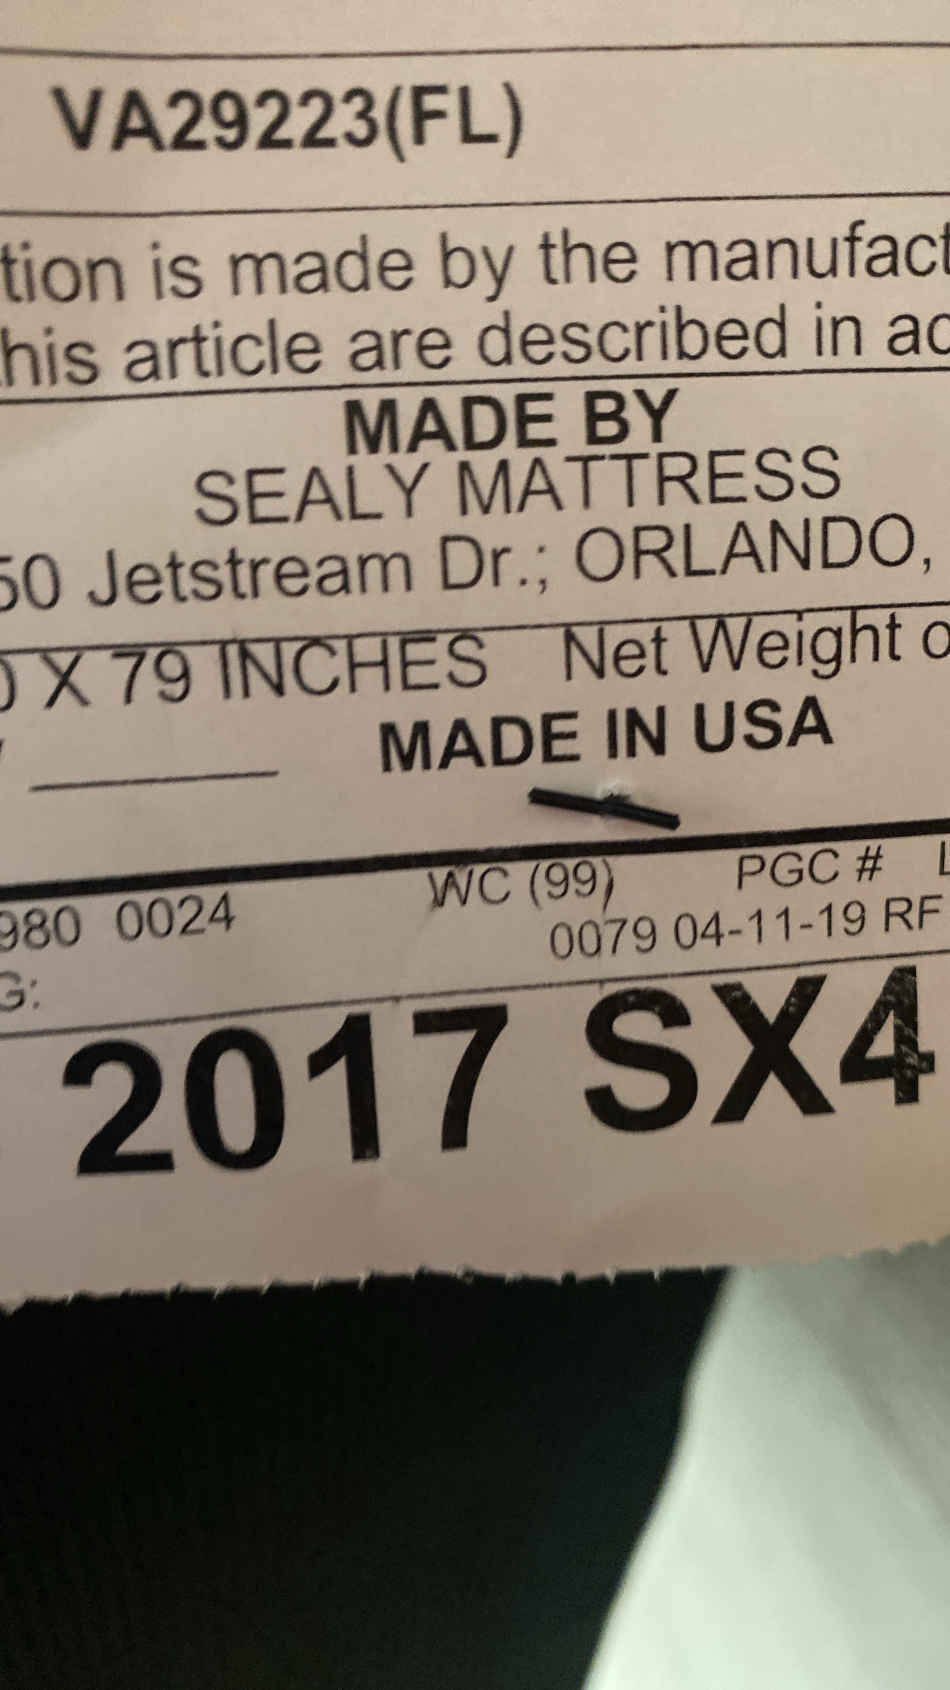 VA29223(FL)
tion is made by the manufact
his article are described in ac
MADE BY
SEALY MATTRESS
50 Jetstream Dr.; ORLANDO,
0 X 79 INCHES Net Weight o
MADE IN USA
WC (99) PGC # L
980 0024
0079 04-11-19 RF
G:
2017 SX4